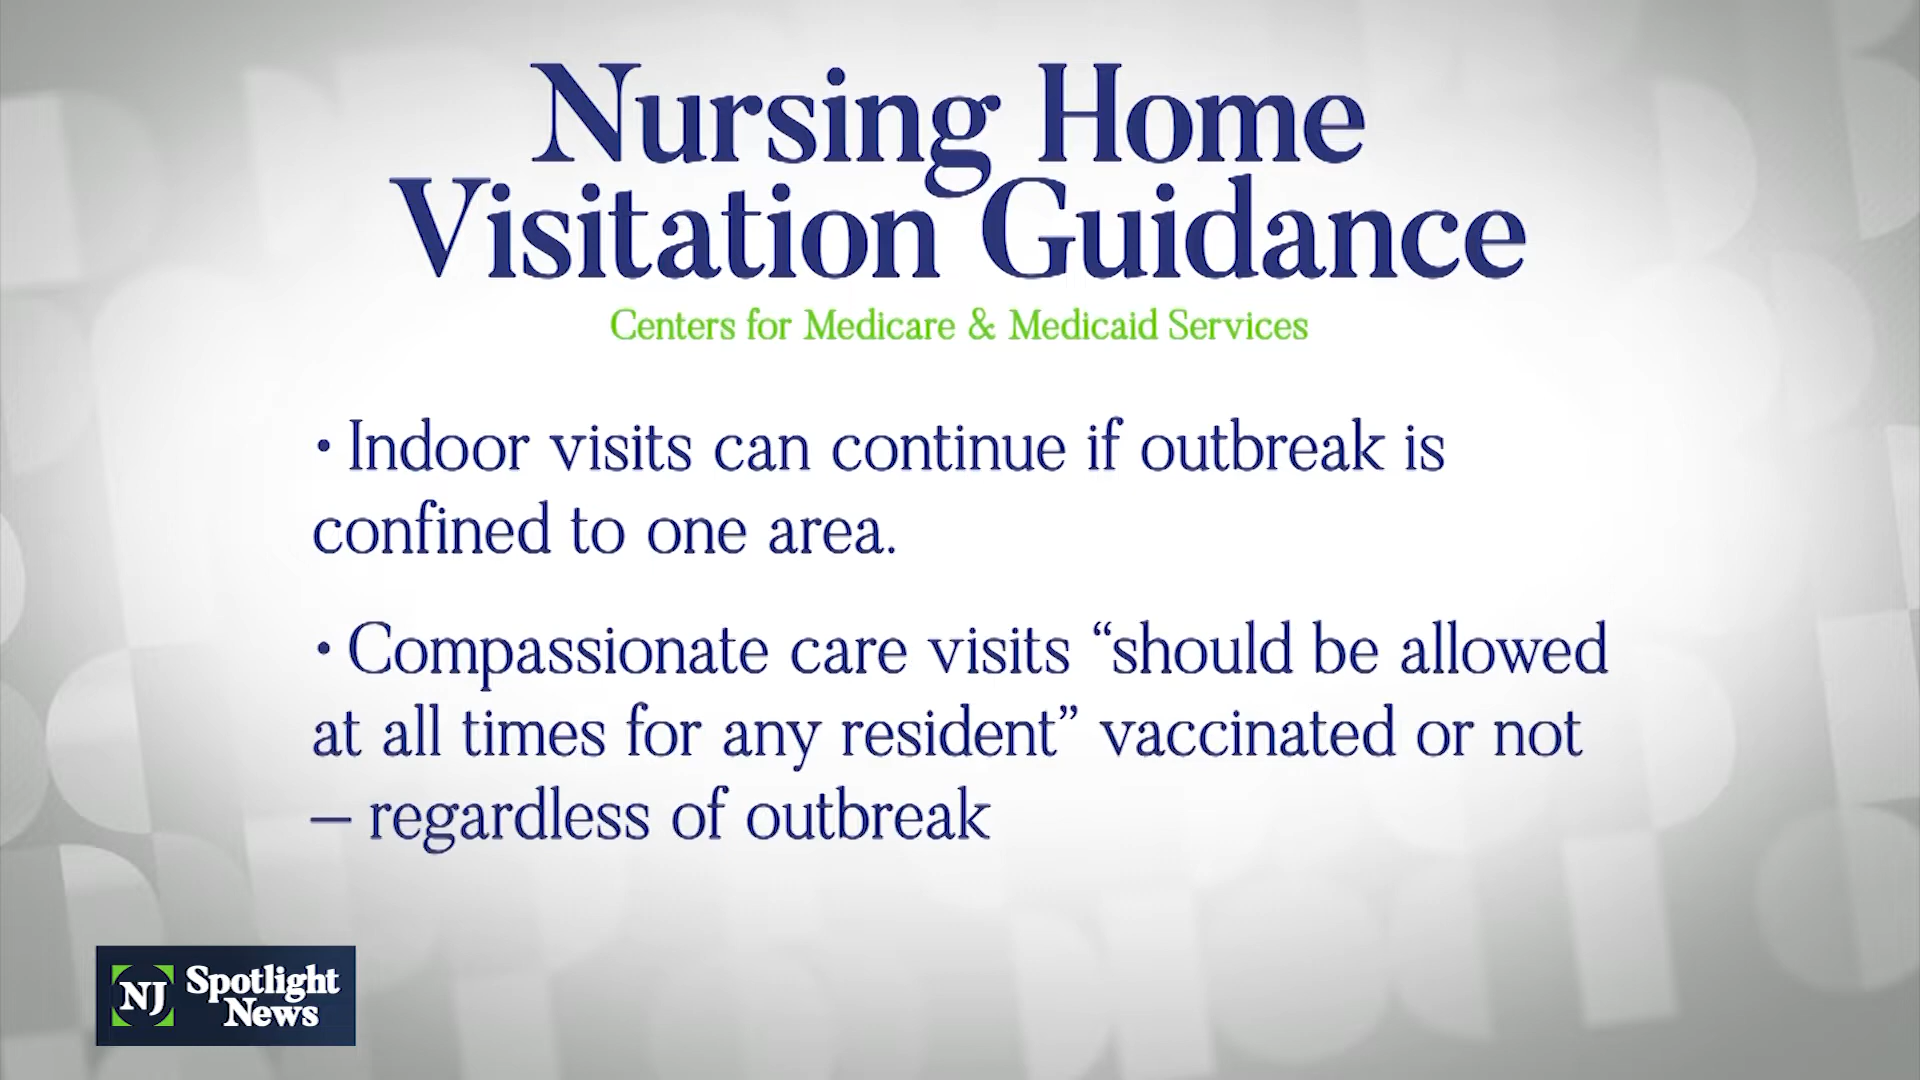 Nursing Home
Visitation Guidance
Centers for Medicare & Medicaid Services
• Indoor visits can continue if outbreak is
confined to one area.
• Compassionate care visits “should be allowed
at all times for any resident” vaccinated or not
– regardless of outbreak
NJ Spotlight
News